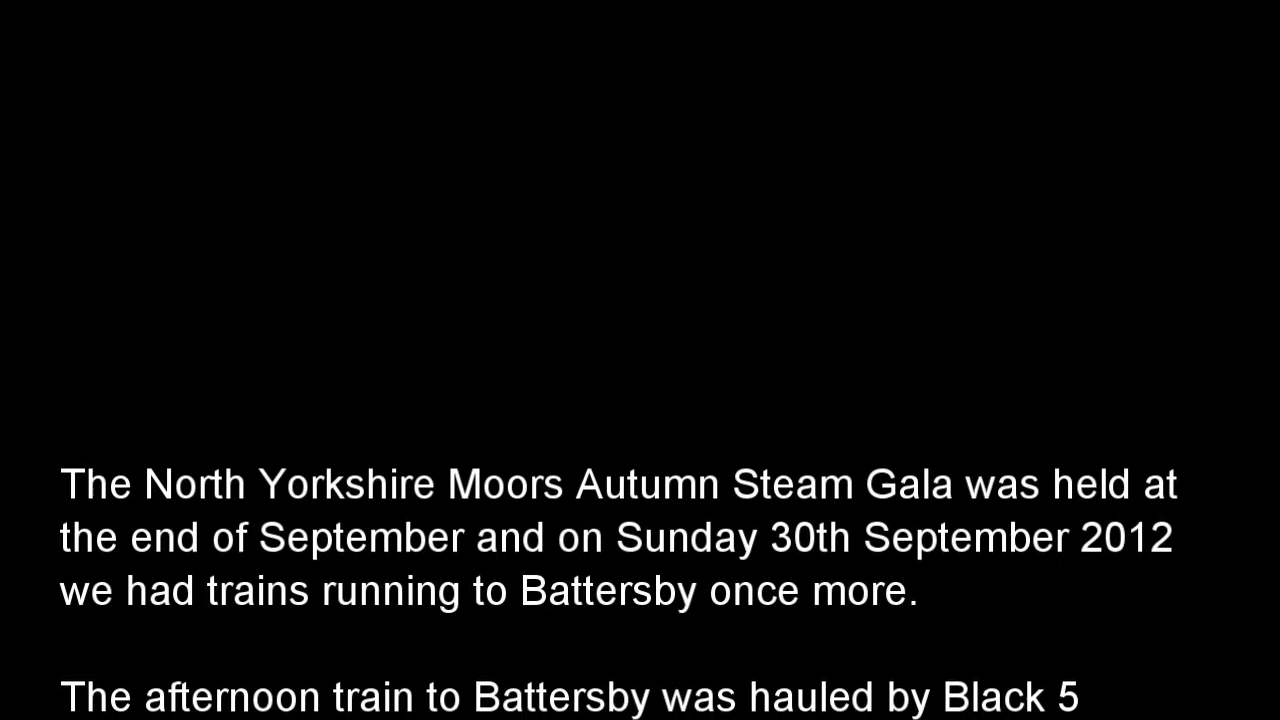 The North Yorkshire Moors Autumn Steam Gala was held at
the end of September and on Sunday 30th September 2012
we had trains running to Battersby once more.
The afternoon train to Battersby was hauled by Black 5